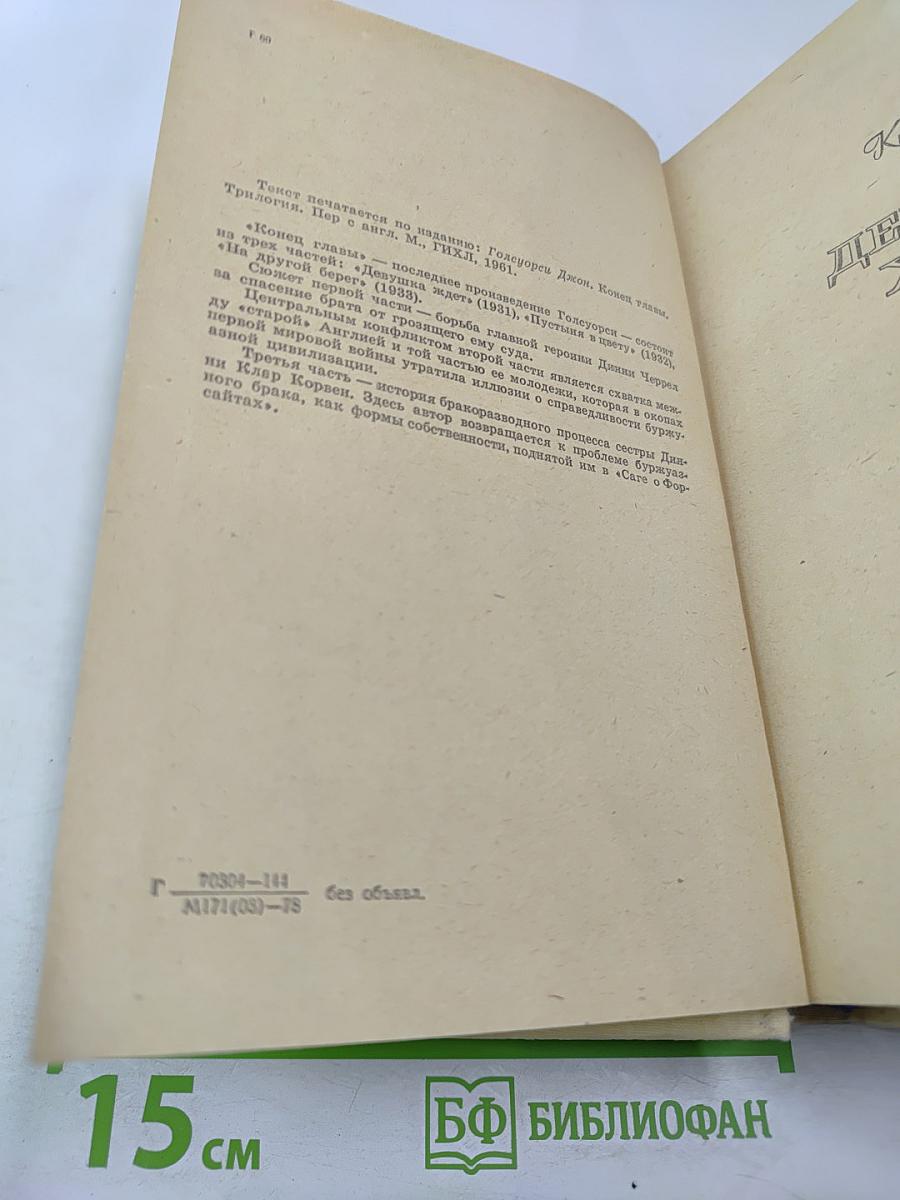 Г 60
Текст печатается по изданию: Голсуорси Джон. Конец главы.
Трилогия. Пер с англ. М., ГИХЛ, 1961.
«Конец главы» — последнее произведение Голсуорси — состоит
из трех частей: «Девушка ждет» (1931), «Пустыня в цвету» (1932),
«На другой берег» (1933).
Сюжет первой части — борьба главной героини Динни Черрел
за спасение брата от грозящего ему суда.
Центральным конфликтом второй части является схватка меж-
ду «старой» Англией и той частью ее молодежи, которая в окопах
первой мировой войны утратила иллюзии о справедливости буржу-
азной цивилизации.
Третья часть — история бракоразводного процесса сестры Дин-
ни Клэр Корвен. Здесь автор возвращается к проблеме буржуаз-
ного брака, как формы собственности, поднятой им в «Саге о Фор-
сайтах».
Г 70304—144
М171(03)—78 без объявл.
К
ДЕ
15 см
БФ БИБЛИОФАН